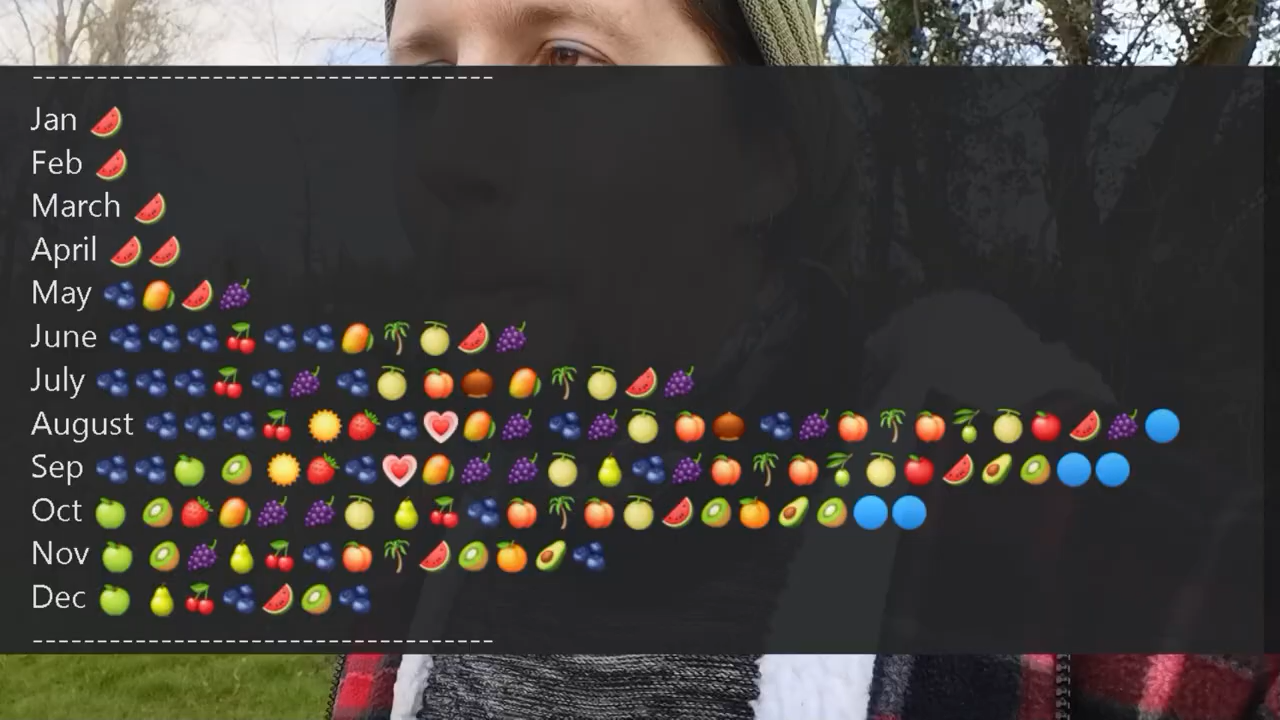 ---------------------------------
Jan 🍉
Feb 🍉
March 🍉
April 🍉🍉
May 🫐🥭🍉🍇
June 🫐🫐🫐🍒🫐🫐🥭🌴🍈🍉🍇
July 🫐🫐🫐🍒🫐🍇 🫐🍈 🍑🌰 🥭🌴🍈🍉🍇
August 🫐🫐🫐🍒 🌞🍓🫐💗🥭🍇 🫐🍇🍈 🍑🌰 🫐🍇🍑🌴🍑🫒🍈🍎🍉🍇🔵
Sep 🫐🫐🍏 🥝 🌞🍓🫐💗🥭🍇 🍇🍈🍐🫐🍇🍑🌴🍑🫒🍈🍎🍉🥑🥝🔵🔵
Oct 🍏 🥝🍓🥭🍇 🍇🍈🍐🍒🫐🍑🌴🍑🍈🍉🥝🍊🥑🥝🔵🔵
Nov 🍏 🥝🍇🍐🍒🫐🍑🌴🍉🥝🍊🥑🫐
Dec 🍏 🍐🍒🫐🍉🥝🫐
---------------------------------